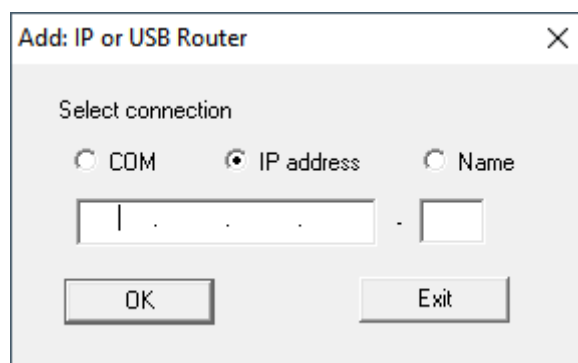 Add: IP or USB Router
Select connection
COM IP address Name
. . . -
OK Exit